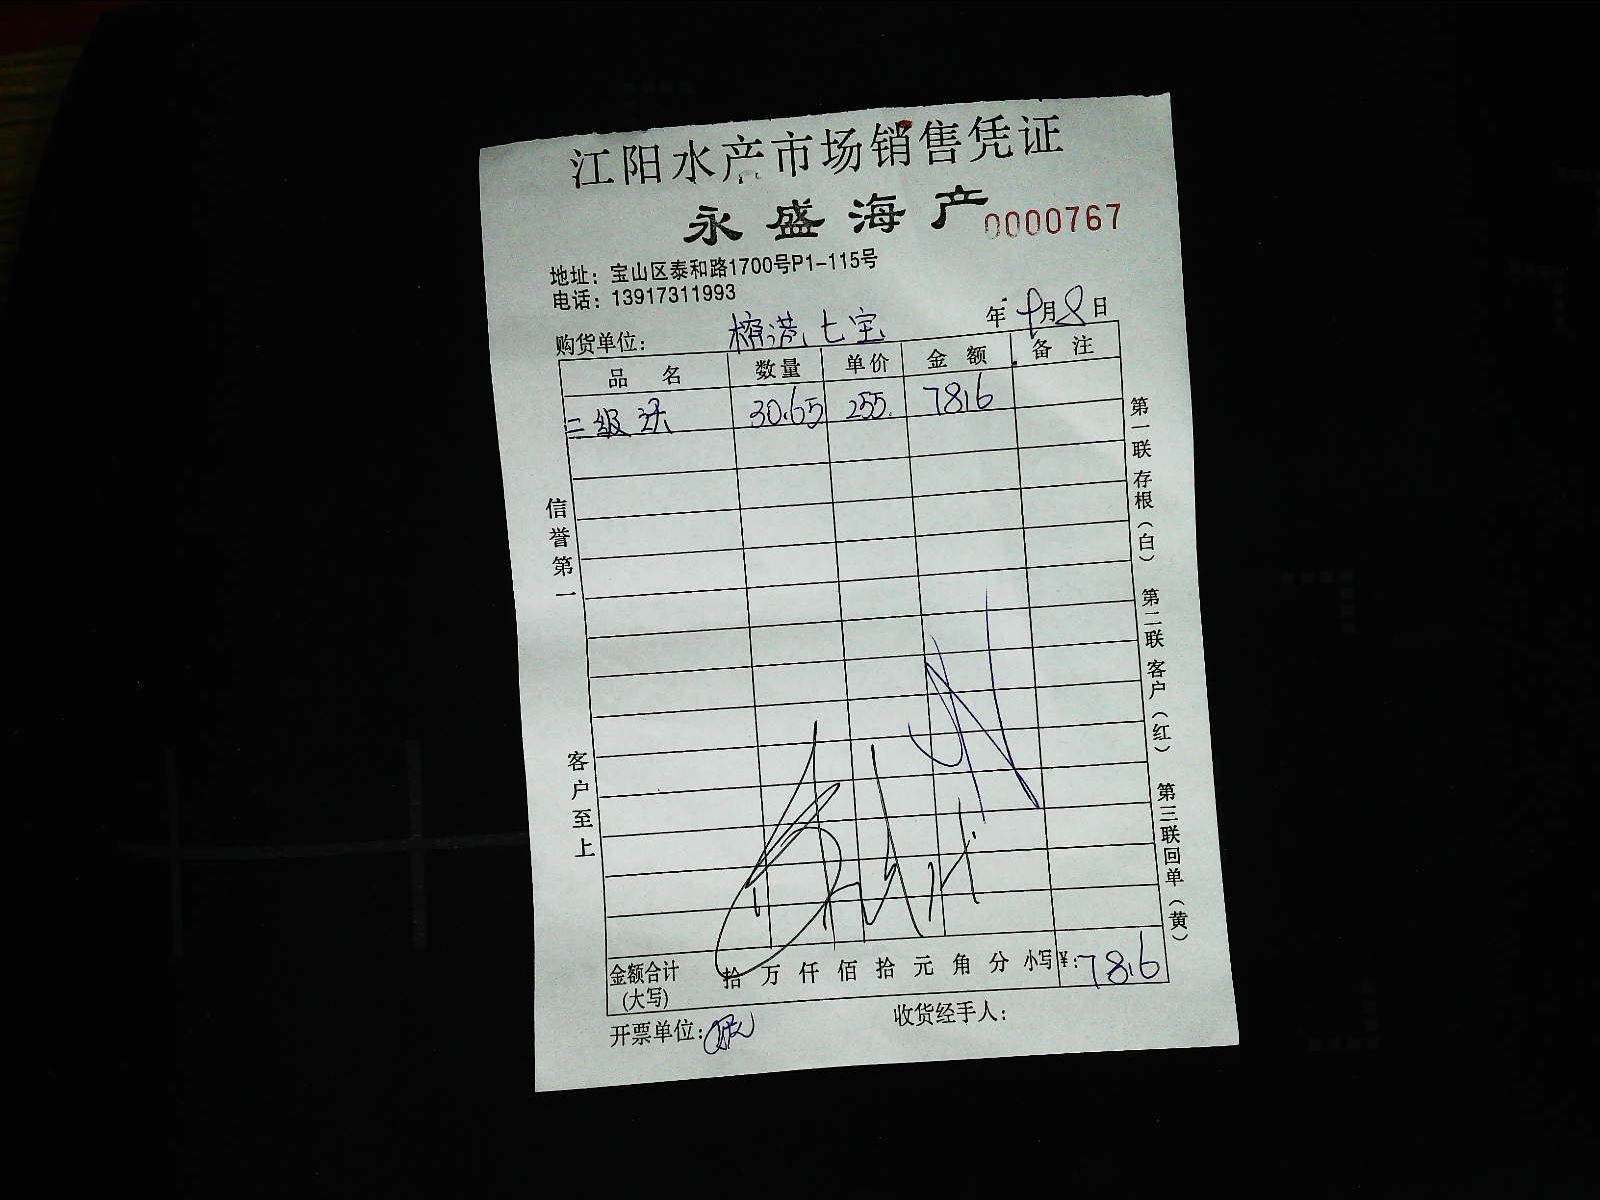 江阳水产市场销售凭证
永盛海产 0000767
地址：宝山区泰和路1700号P1-115号
电话：13917311993
购货单位： 七宝 年 月8日
品名 数量 单价 金额 备注
二级 30.65 255. 7816
信誉第一
客户至上
第一联 存根（白） 第二联 客户（红） 第三联 回单（黄）
金额合计 拾 万 仟 佰 拾 元 角 分 小写¥：7816
(大写)
开票单位： 收货经手人：